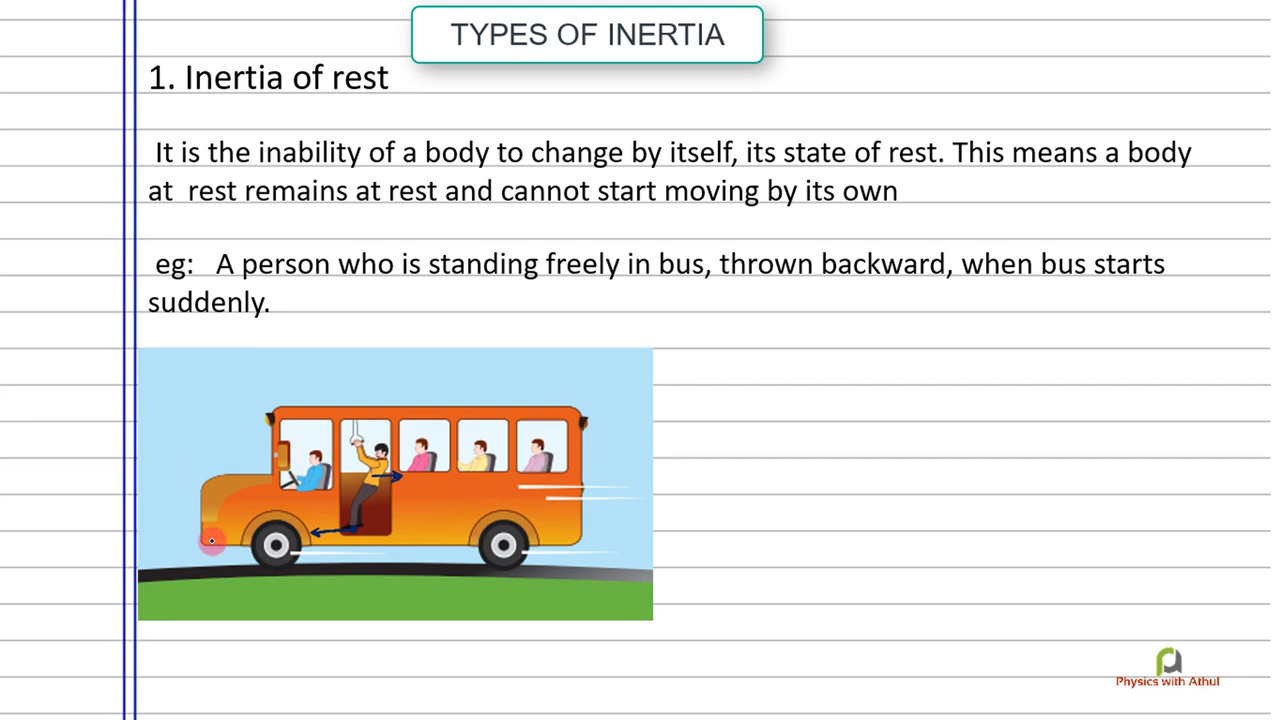 TYPES OF INERTIA
1. Inertia of rest
It is the inability of a body to change by itself, its state of rest. This means a body
at rest remains at rest and cannot start moving by its own
eg: A person who is standing freely in bus, thrown backward, when bus starts
suddenly.
Physics with Athul